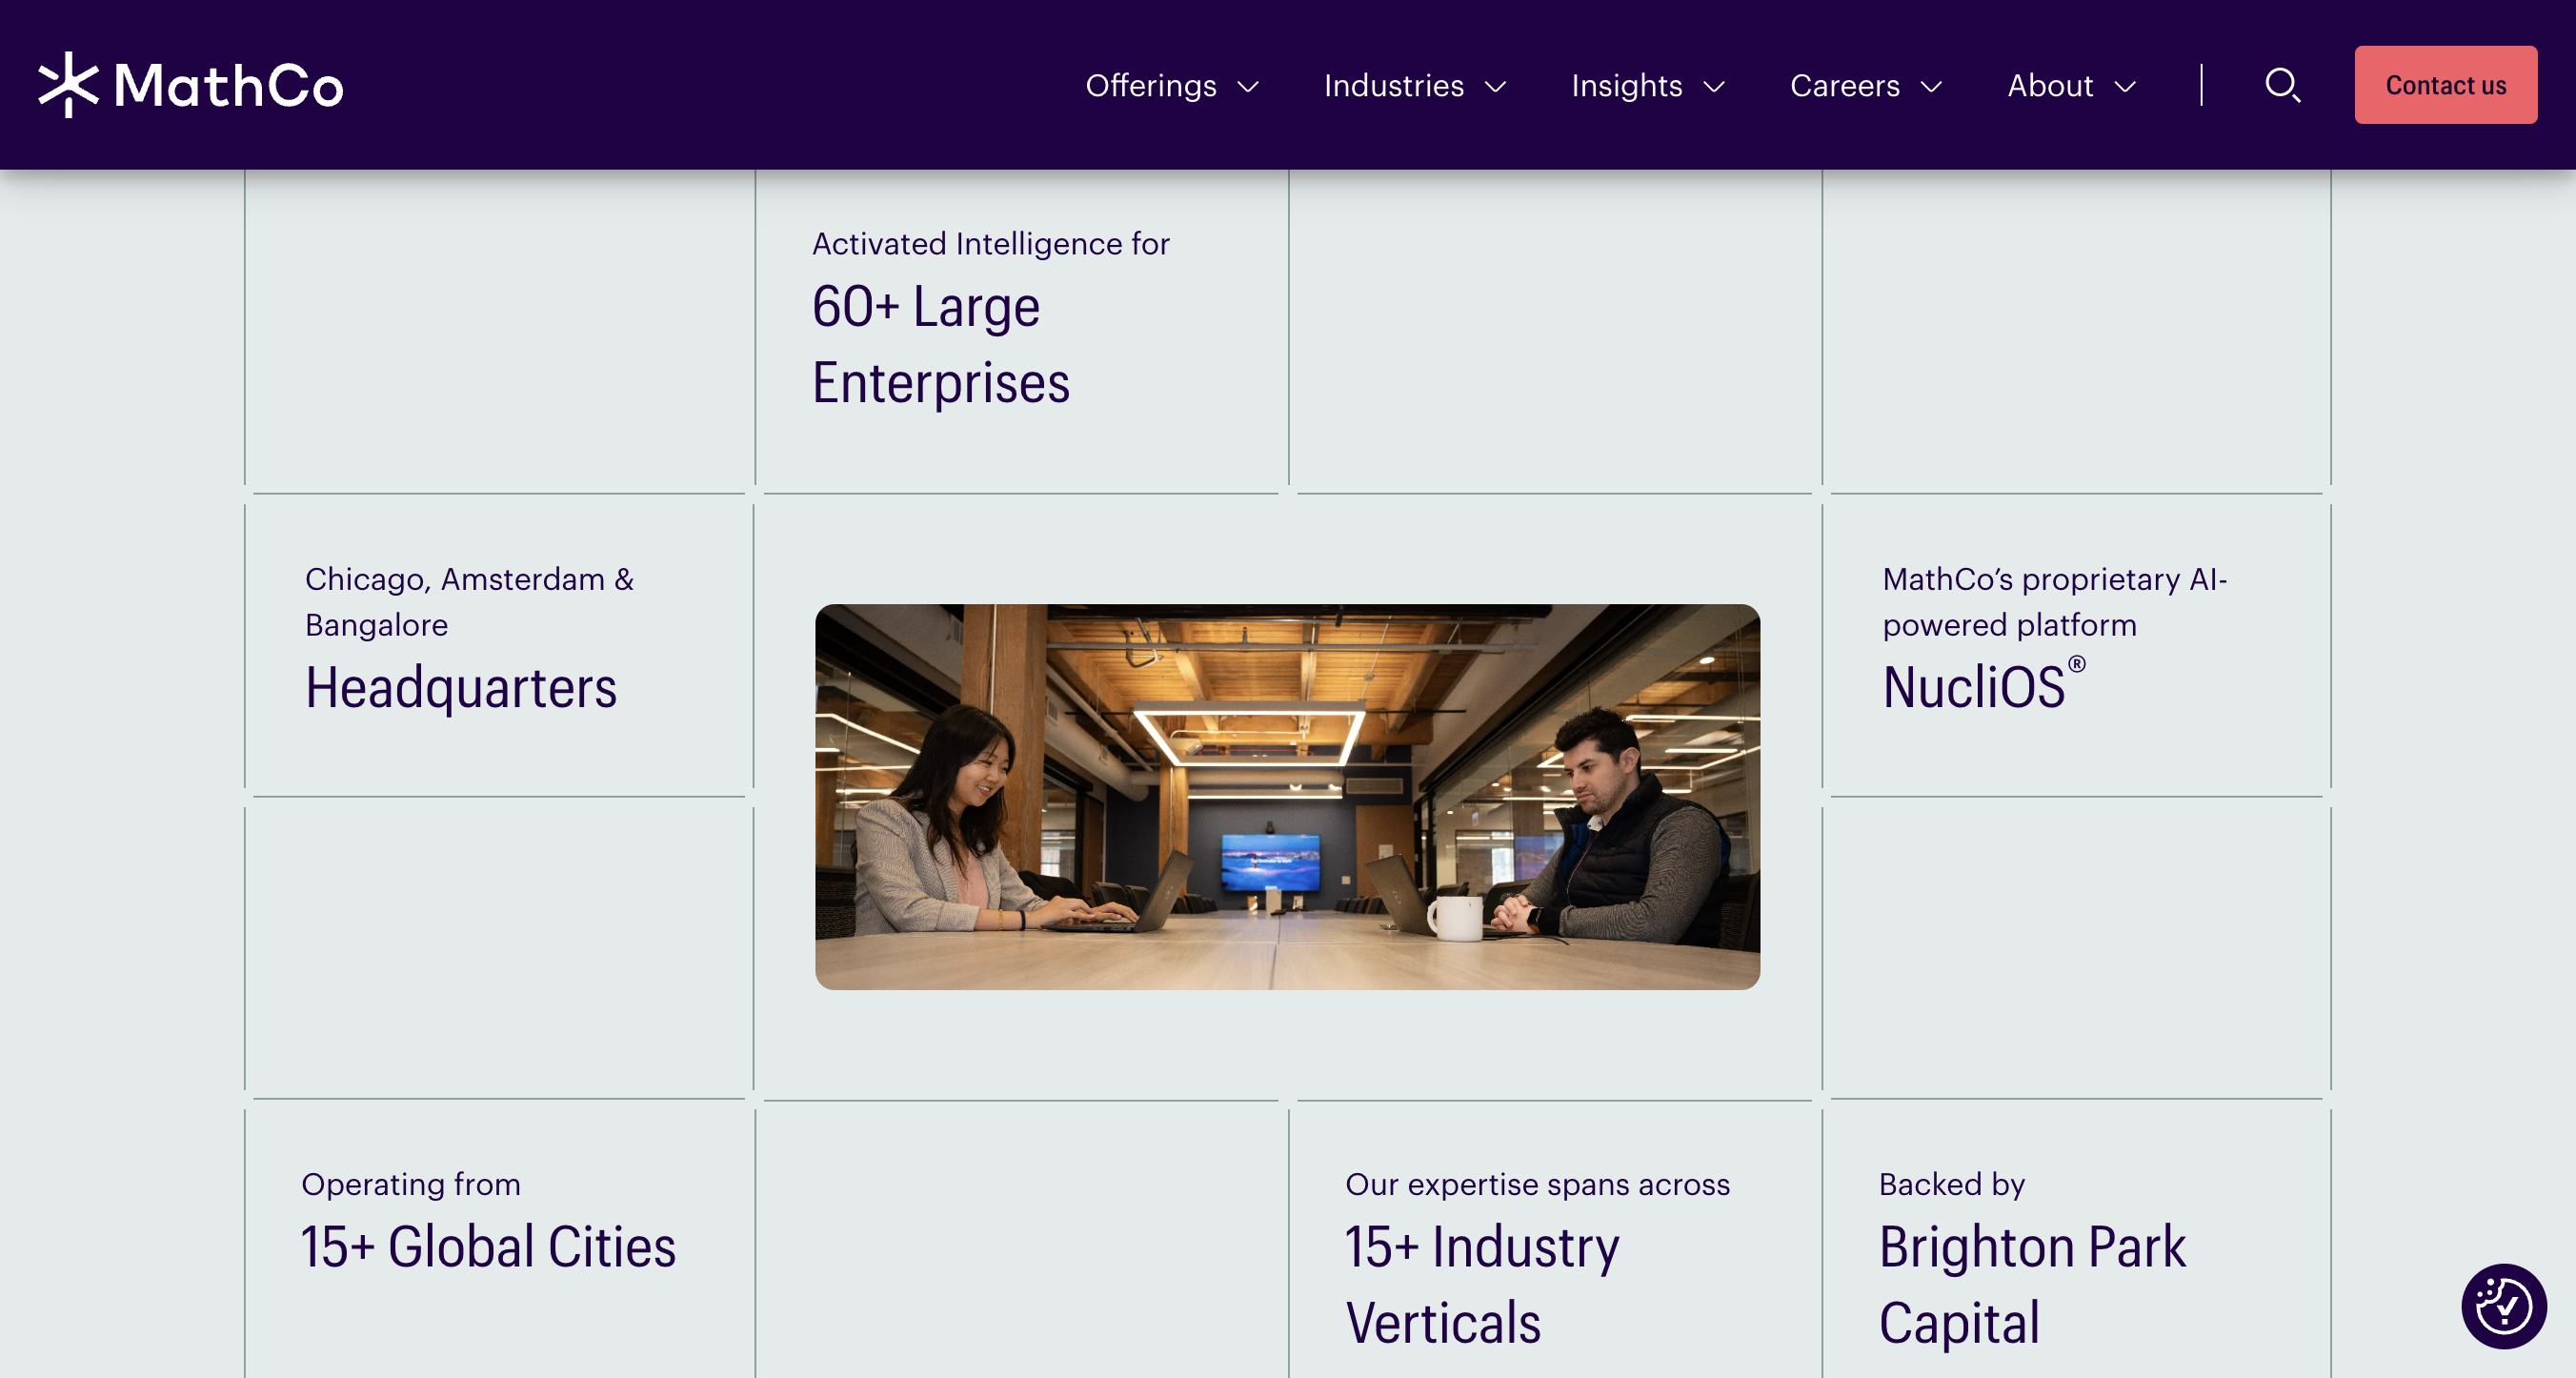 MathCo
Offerings
Industries
Insights
Careers
About
Contact us
Activated Intelligence for
60+ Large
Enterprises
Chicago, Amsterdam &
Bangalore
Headquarters
MathCo’s proprietary AI-
powered platform
NucliOS®
Operating from
15+ Global Cities
Our expertise spans across
15+ Industry
Verticals
Backed by
Brighton Park
Capital